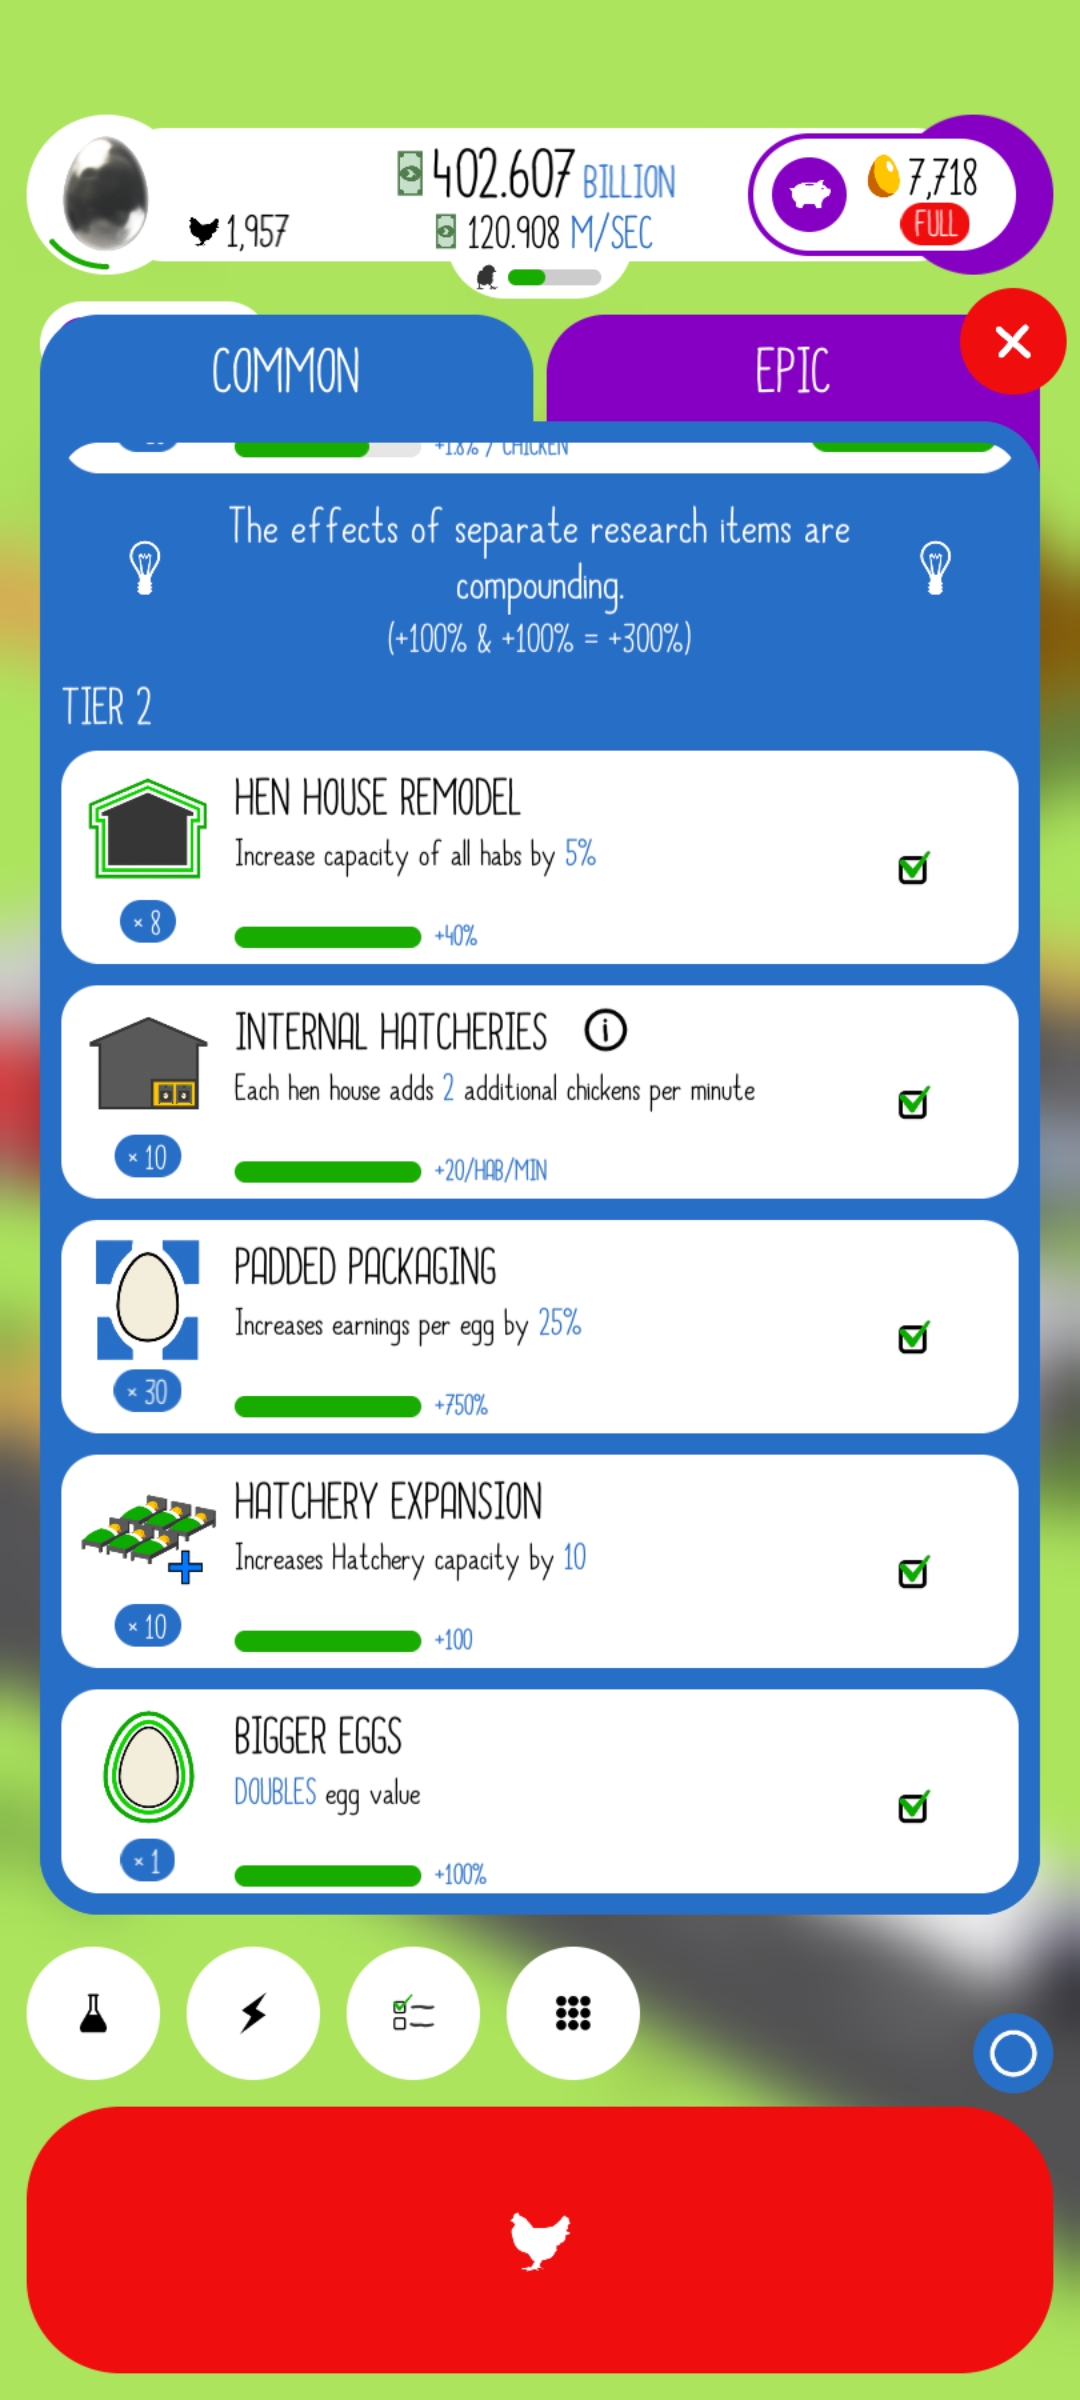 402.607 BILLION
7,718
1,957
120.908 M/SEC
FULL
COMMON
EPIC
+1.8% / CHICKEN
The effects of separate research items are
compounding.
(+100% & +100% = +300%)
TIER 2
HEN HOUSE REMODEL
Increase capacity of all habs by 5%
× 8
+40%
INTERNAL HATCHERIES
Each hen house adds 2 additional chickens per minute
× 10
+20/HAB/MIN
PADDED PACKAGING
Increases earnings per egg by 25%
× 30
+750%
HATCHERY EXPANSION
Increases Hatchery capacity by 10
× 10
+100
BIGGER EGGS
DOUBLES egg value
× 1
+100%